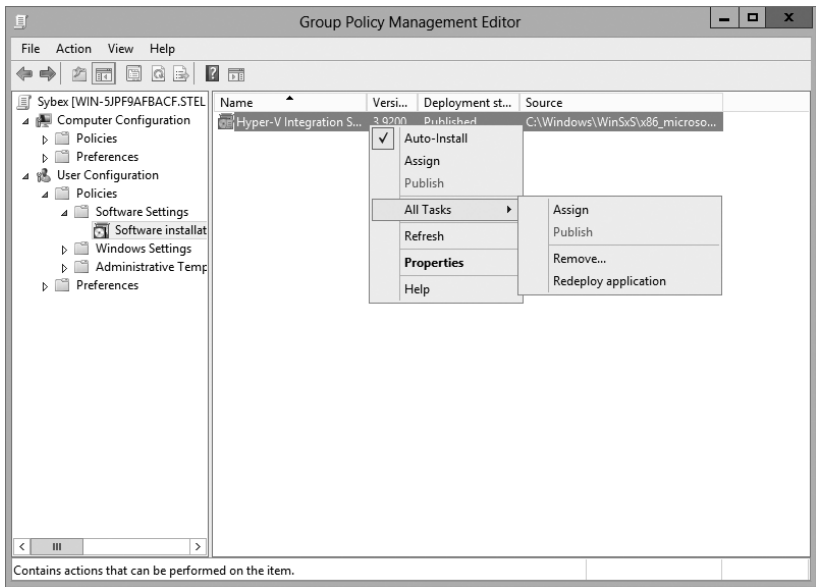 Group Policy Management Editor
File Action View Help
Sybex [WIN-5JPF9AFBACF.STEL
Computer Configuration
Policies
Preferences
User Configuration
Policies
Software Settings
Software installat
Windows Settings
Administrative Temp
Preferences
Name Versi... Deployment st... Source
Hyper-V Integration S... 3.9200 Published C:\Windows\WinSxS\x86_microso...
Auto-Install
Assign
Publish
All Tasks
Refresh
Properties
Help
Assign
Publish
Remove...
Redeploy application
Contains actions that can be performed on the item.